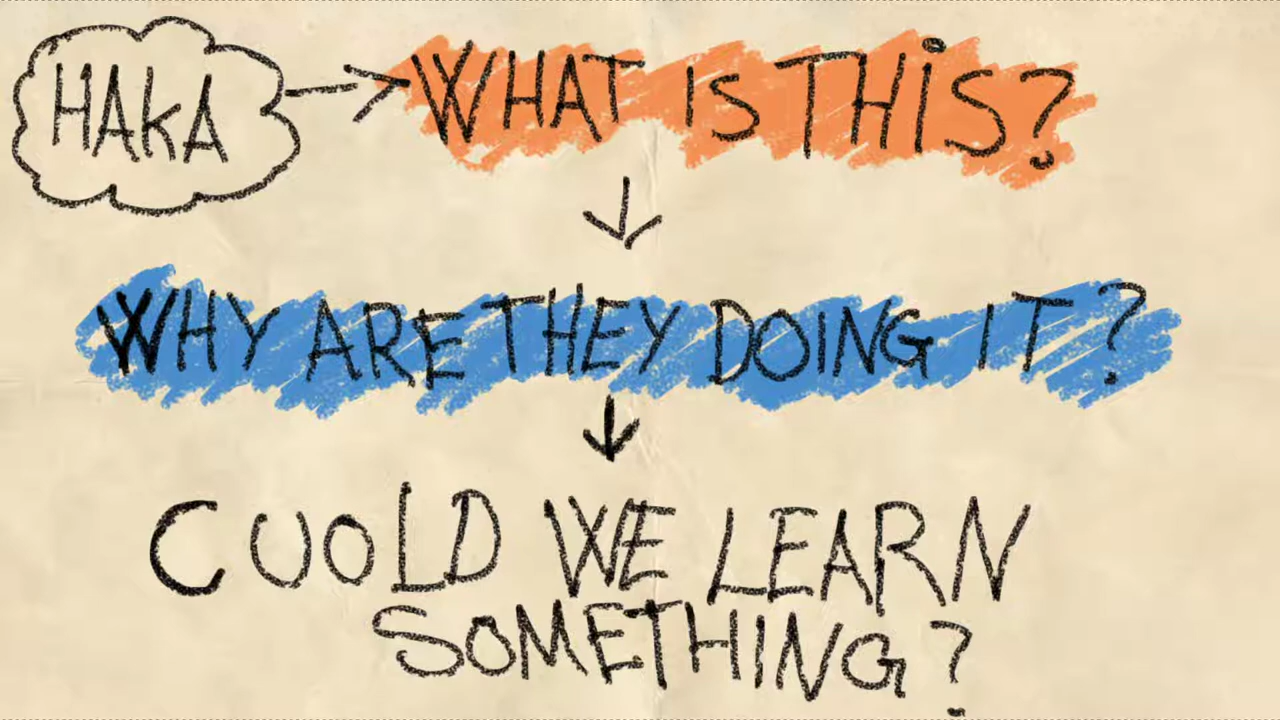 HAKA
WHAT IS THIS?
WHY ARE THEY DOING IT?
CUOLD WE LEARN
SOMETHING?